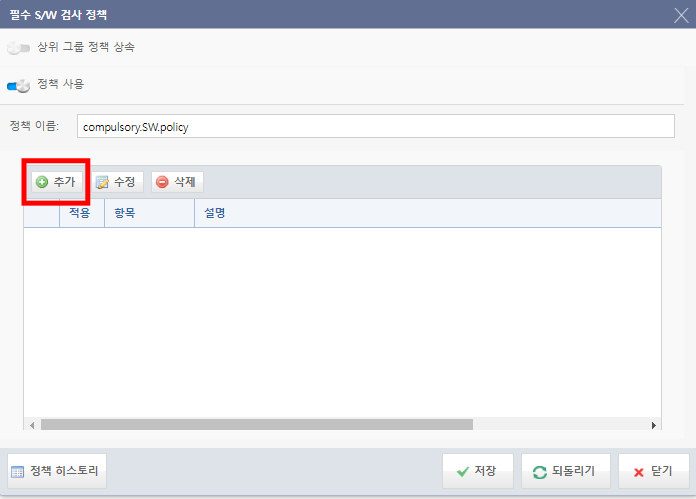 필수 S/W 검사 정책
상위 그룹 정책 상속
정책 사용
정책 이름: compulsory.SW.policy
추가 수정 삭제
적용 항목 설명
정책 히스토리 저장 되돌리기 닫기